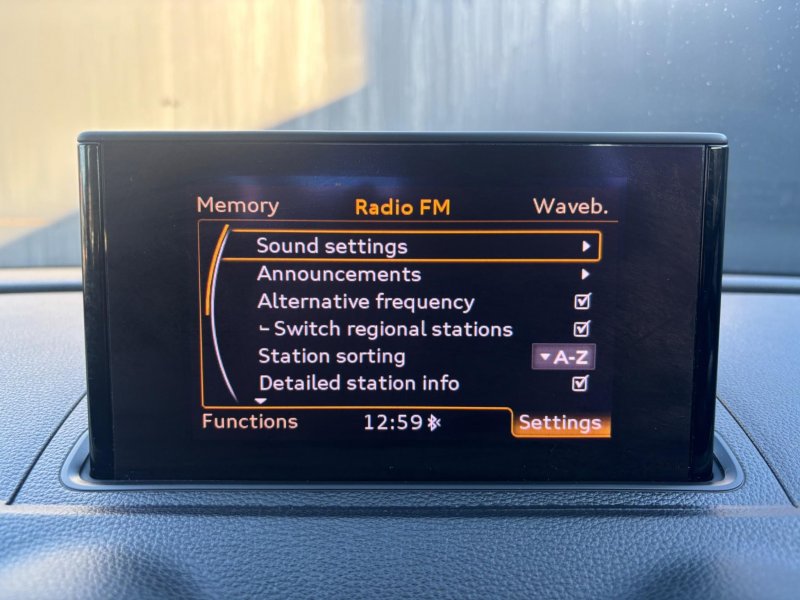 Memory Radio FM Waveb.
Sound settings
Announcements
Alternative frequency
Switch regional stations
Station sorting A-Z
Detailed station info
Functions 12:59 Settings